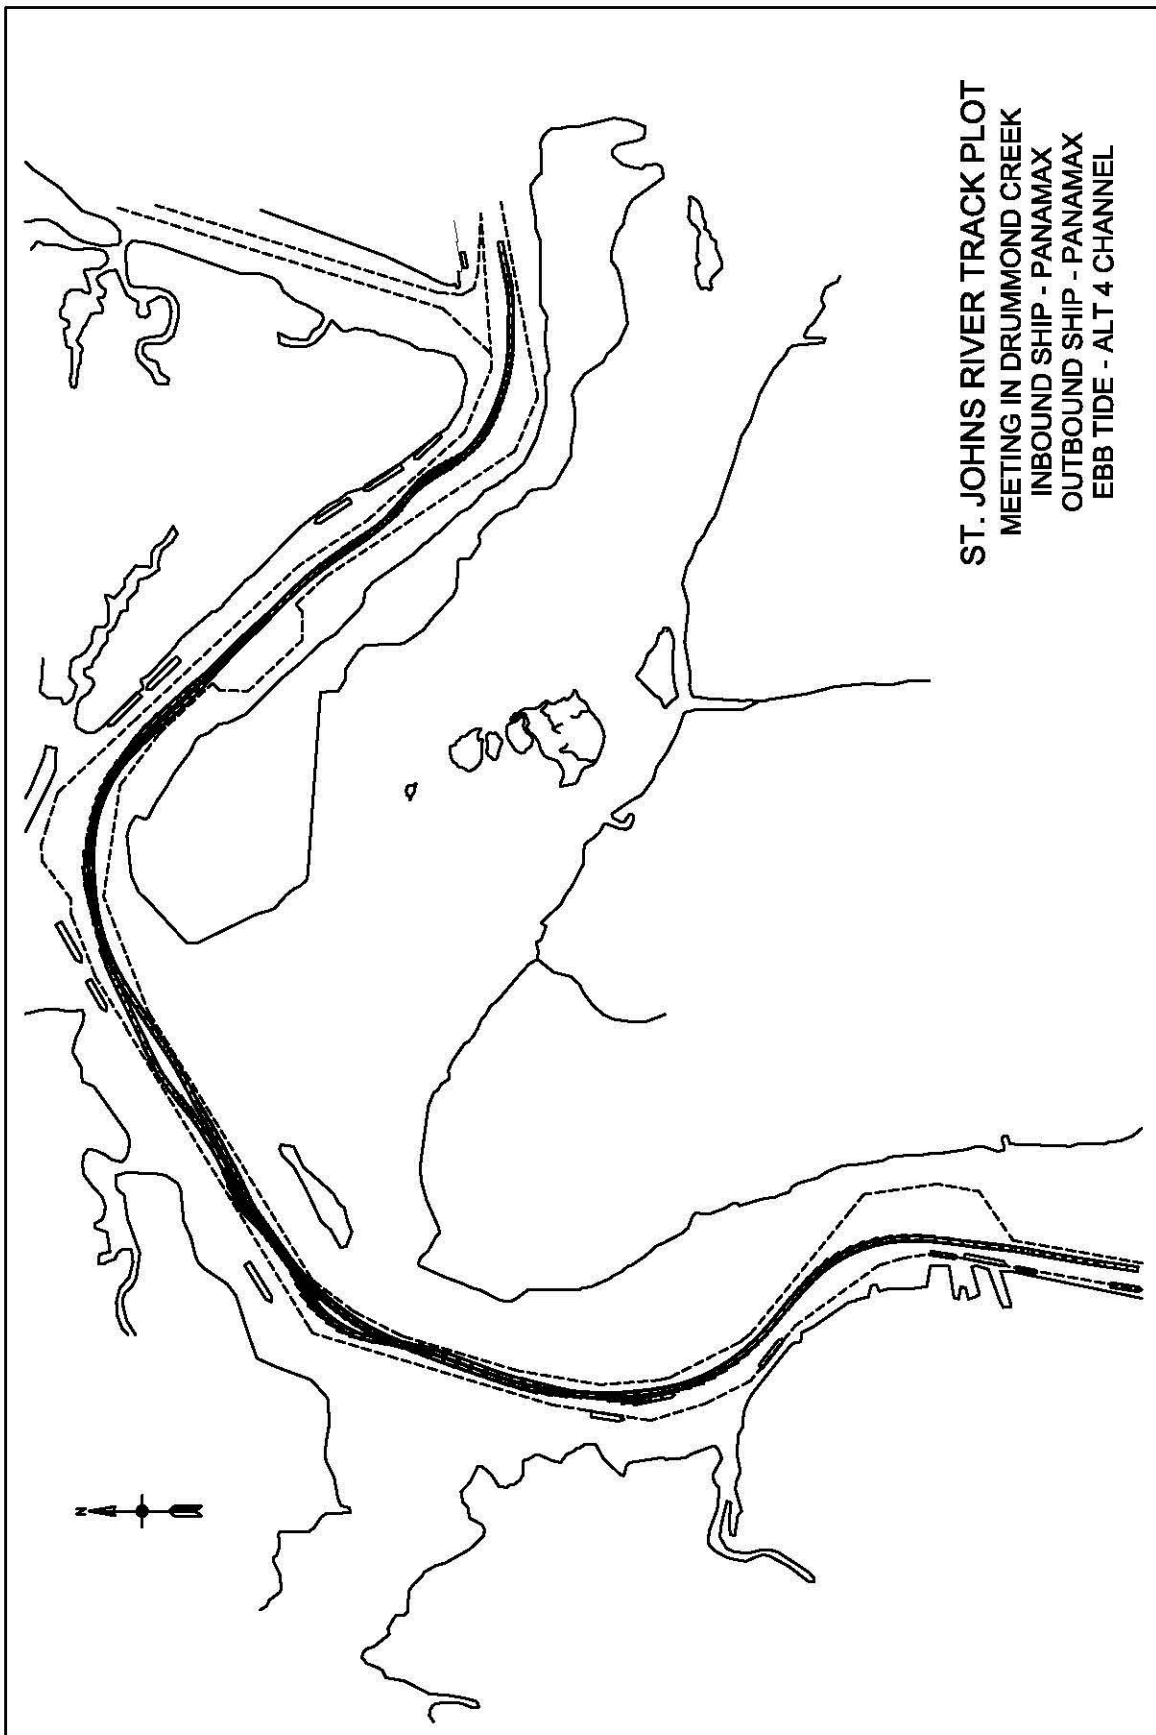 ST. JOHNS RIVER TRACK PLOT
MEETING IN DRUMMOND CREEK
INBOUND SHIP - PANAMAX
OUTBOUND SHIP - PANAMAX
EBB TIDE - ALT 4 CHANNEL
N